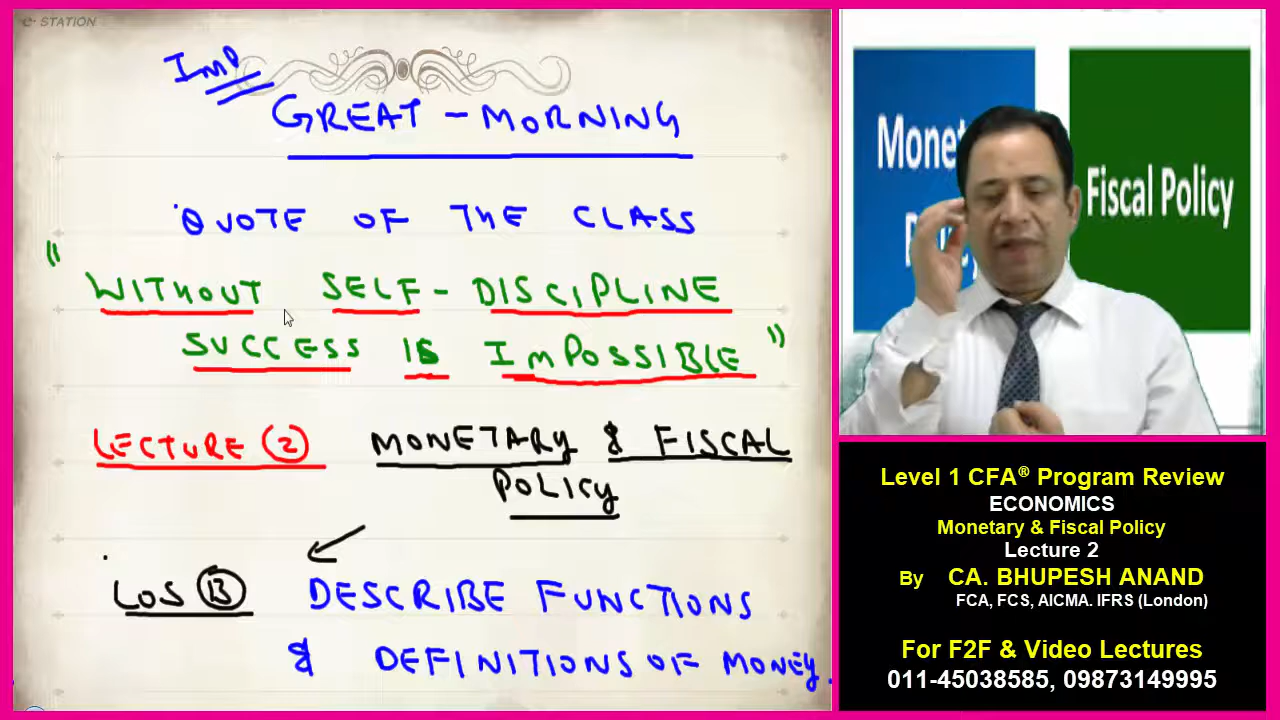 e-STATION
Imp
GREAT - MORNING
QUOTE OF THE CLASS
"WITHOUT SELF-DISCIPLINE
SUCCESS IS ImPOSSIBLE"
LECTURE (2) MONETARY & FISCAL
POLICY
LOS (B) DESCRIBE FUNCTIONS
& DEFINITIONS OF MONEY.
Fiscal Policy
Level 1 CFA® Program Review
ECONOMICS
Monetary & Fiscal Policy
Lecture 2
By CA. BHUPESH ANAND
FCA, FCS, AICMA. IFRS (London)
For F2F & Video Lectures
011-45038585, 09873149995